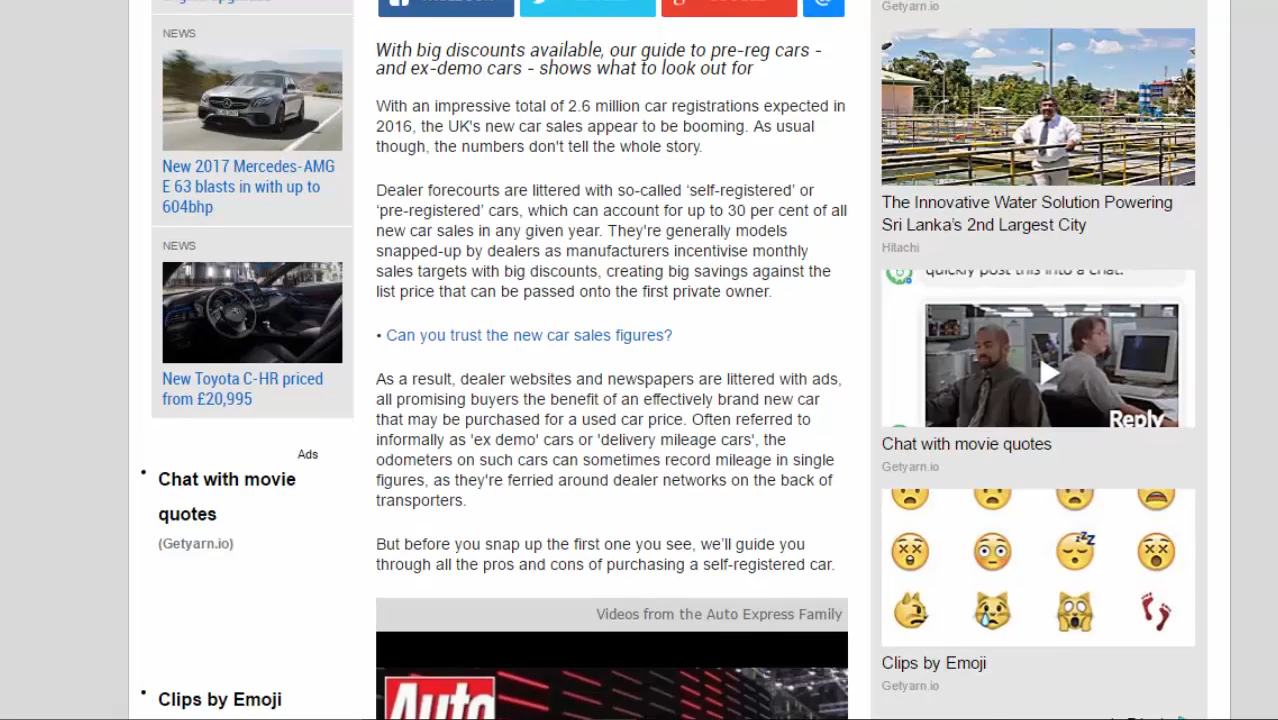 NEWS
New 2017 Mercedes-AMG
E 63 blasts in with up to
604bhp
NEWS
New Toyota C-HR priced
from £20,995
Ads
• Chat with movie
quotes
(Getyarn.io)
• Clips by Emoji
With big discounts available, our guide to pre-reg cars -
and ex-demo cars - shows what to look out for
With an impressive total of 2.6 million car registrations expected in
2016, the UK's new car sales appear to be booming. As usual
though, the numbers don't tell the whole story.
Dealer forecourts are littered with so-called ‘self-registered’ or
‘pre-registered’ cars, which can account for up to 30 per cent of all
new car sales in any given year. They're generally models
snapped-up by dealers as manufacturers incentivise monthly
sales targets with big discounts, creating big savings against the
list price that can be passed onto the first private owner.
• Can you trust the new car sales figures?
As a result, dealer websites and newspapers are littered with ads,
all promising buyers the benefit of an effectively brand new car
that may be purchased for a used car price. Often referred to
informally as 'ex demo' cars or 'delivery mileage cars', the
odometers on such cars can sometimes record mileage in single
figures, as they're ferried around dealer networks on the back of
transporters.
But before you snap up the first one you see, we’ll guide you
through all the pros and cons of purchasing a self-registered car.
Videos from the Auto Express Family
Auto
Getyarn.io
The Innovative Water Solution Powering
Sri Lanka’s 2nd Largest City
Hitachi
quickly post this into a chat.
Reply
Chat with movie quotes
Getyarn.io
Clips by Emoji
Getyarn.io